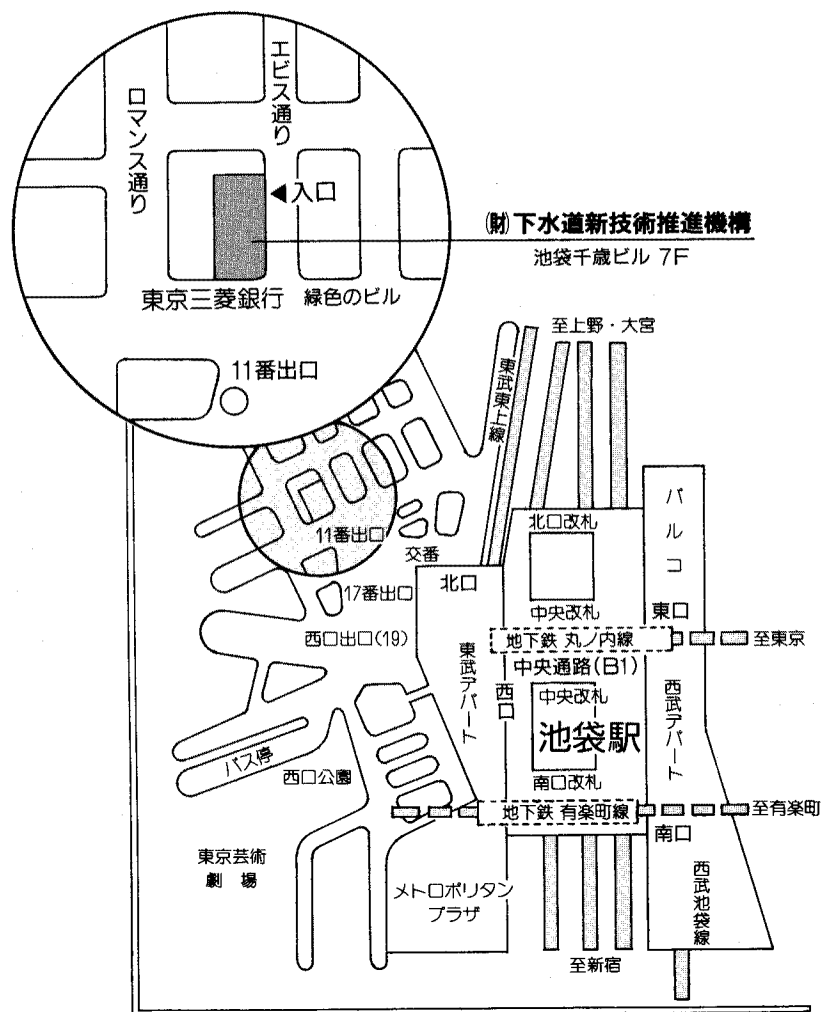 エビス通り
ロマンス通り
◀入口
(財)下水道新技術推進機構
池袋千歳ビル 7F
東京三菱銀行
緑色のビル
11番出口
至上野・大宮
東武東上線
パルコ
北口改札
11番出口
交番
北口
17番出口
中央改札
東口
西口出口(19)
地下鉄 丸ノ内線
至東京
東武デパート
中央通路(B1)
西口
中央改札
西武デパート
池袋駅
バス停
西口公園
南口改札
地下鉄 有楽町線
至有楽町
南口
東京芸術
劇 場
メトロポリタン
プラザ
西武池袋線
至新宿